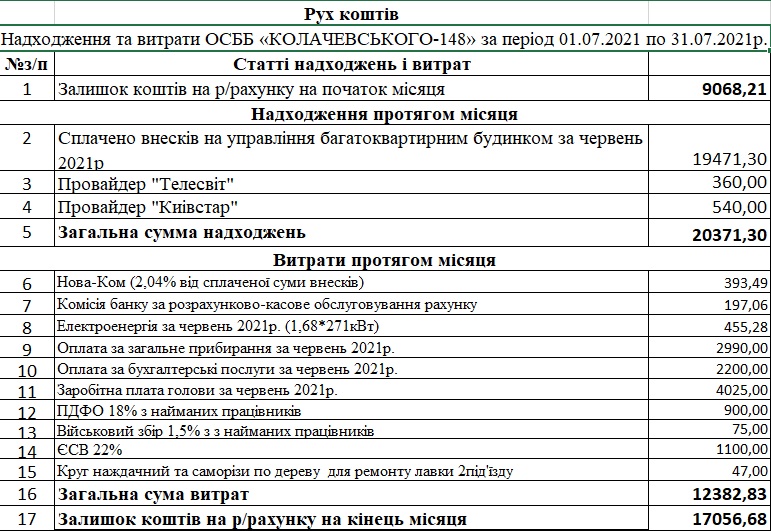 Рух коштів
Надходження та витрати ОСББ «КОЛАЧЕВСЬКОГО-148» за період 01.07.2021 по 31.07.2021р.
№з/п Статті надходжень і витрат
1 Залишок коштів на р/рахунку на початок місяця 9068,21
Надходження протягом місяця
2 Сплачено внесків на управління багатоквартирним будинком за червень
2021р 19471,30
3 Провайдер "Телесвіт" 360,00
4 Провайдер "Київстар" 540,00
5 Загальна сумма надходжень 20371,30
Витрати протягом місяця
6 Нова-Ком (2,04% від сплаченої суми внесків) 393,49
7 Комісія банку за розрахунково-касове обслуговування рахунку 197,06
8 Електроенергія за червень 2021р. (1,68*271кВт) 455,28
9 Оплата за загальне прибирання за червень 2021р. 2990,00
10 Оплата за бухгалтерські послуги за червень 2021р. 2200,00
11 Заробітна плата голови за червень 2021р. 4025,00
12 ПДФО 18% з найманих працівників 900,00
13 Військовий збір 1,5% з з найманих працівників 75,00
14 ЄСВ 22% 1100,00
15 Круг наждачний та саморізи по дереву для ремонту лавки 2під'їзду 47,00
16 Загальна сума витрат 12382,83
17 Залишок коштів на р/рахунку на кінець місяця 17056,68